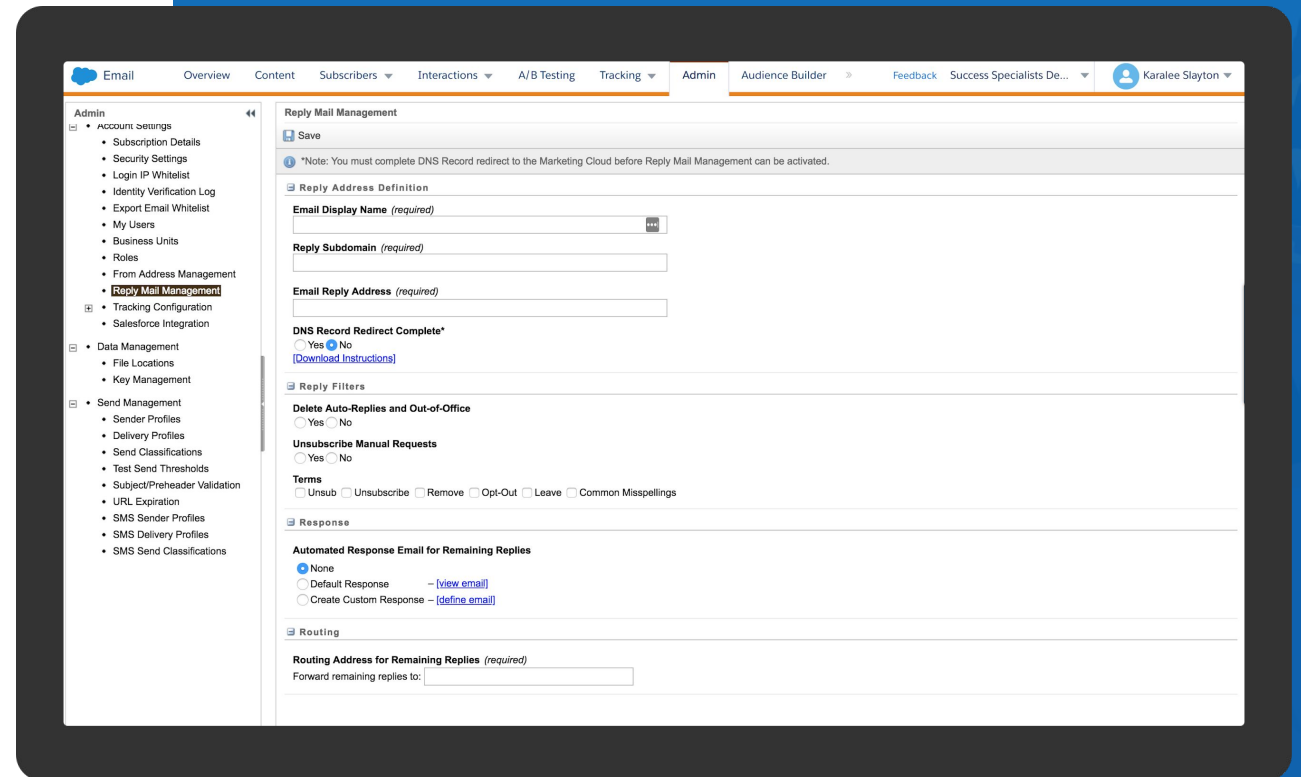 Email
Overview
Content
Subscribers
Interactions
A/B Testing
Tracking
Admin
Audience Builder
»
Feedback
Success Specialists De...
Karalee Slayton
Admin
Account Settings
Subscription Details
Security Settings
Login IP Whitelist
Identity Verification Log
Export Email Whitelist
My Users
Business Units
Roles
From Address Management
Reply Mail Management
Tracking Configuration
Salesforce Integration
Data Management
File Locations
Key Management
Send Management
Sender Profiles
Delivery Profiles
Send Classifications
Test Send Thresholds
Subject/Preheader Validation
URL Expiration
SMS Sender Profiles
SMS Delivery Profiles
SMS Send Classifications
Reply Mail Management
Save
*Note: You must complete DNS Record redirect to the Marketing Cloud before Reply Mail Management can be activated.
Reply Address Definition
Email Display Name (required)
Reply Subdomain (required)
Email Reply Address (required)
DNS Record Redirect Complete*
Yes No
[Download Instructions]
Reply Filters
Delete Auto-Replies and Out-of-Office
Yes No
Unsubscribe Manual Requests
Yes No
Terms
Unsub Unsubscribe Remove Opt-Out Leave Common Misspellings
Response
Automated Response Email for Remaining Replies
None
Default Response – [view email]
Create Custom Response – [define email]
Routing
Routing Address for Remaining Replies (required)
Forward remaining replies to: